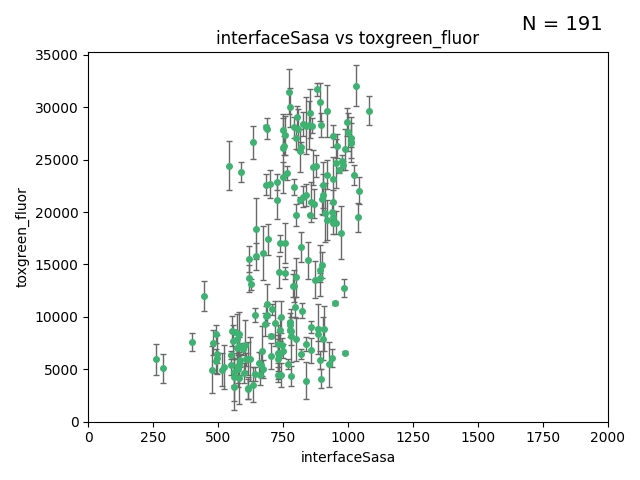 N = 191
interfaceSasa vs toxgreen_fluor
35000
30000
25000
20000
15000
10000
5000
0
toxgreen_fluor
0 250 500 750 1000 1250 1500 1750 2000
interfaceSasa